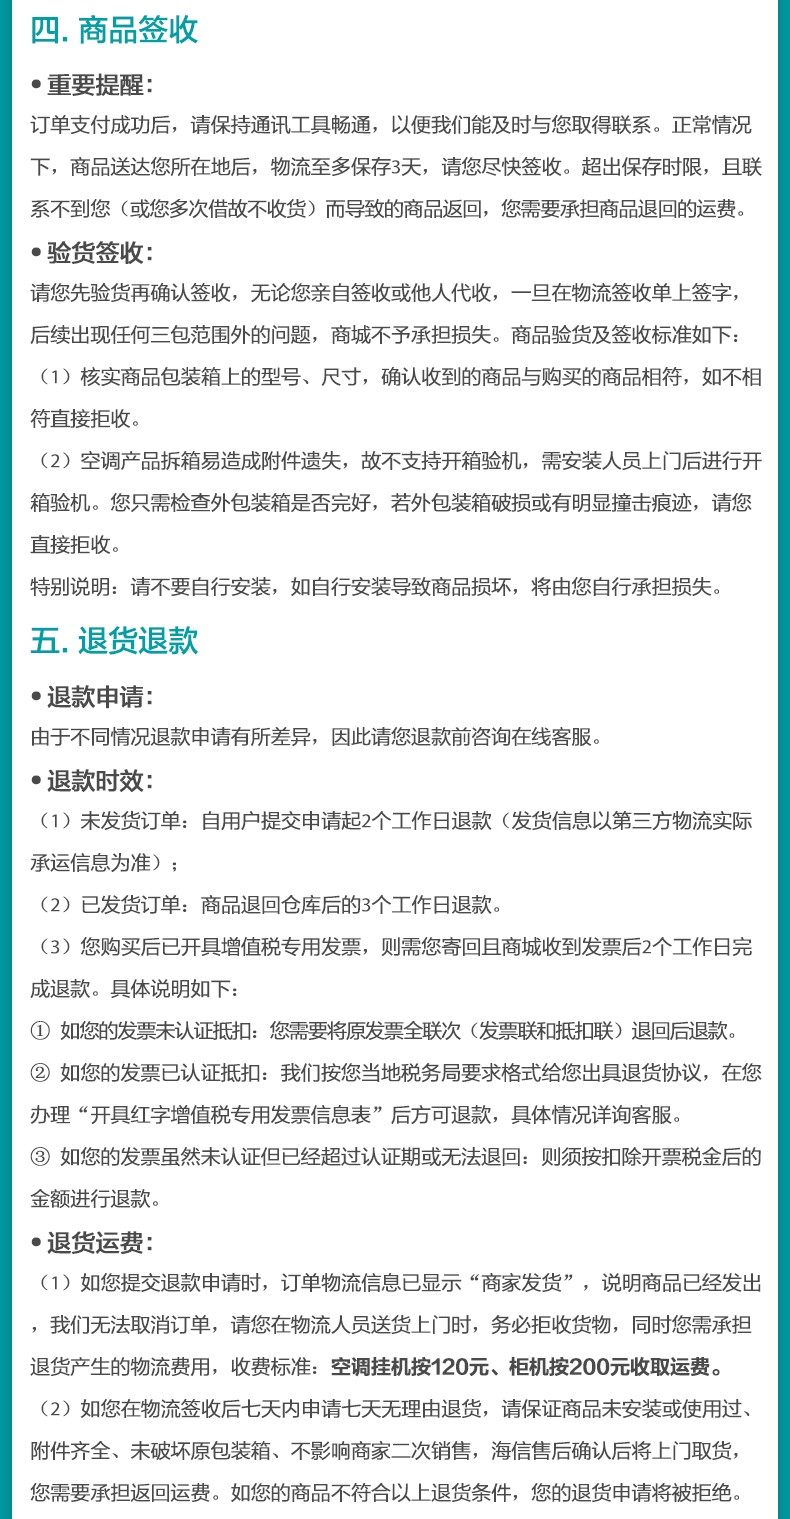 四. 商品签收
• 重要提醒：
订单支付成功后，请保持通讯工具畅通，以便我们能及时与您取得联系。正常情况
下，商品送达您所在地后，物流至多保存3天，请您尽快签收。超出保存时限，且联
系不到您（或您多次借故不收货）而导致的商品返回，您需要承担商品退回的运费。
• 验货签收：
请您先验货再确认签收，无论您亲自签收或他人代收，一旦在物流签收单上签字，
后续出现任何三包范围外的问题，商城不予承担损失。商品验货及签收标准如下：
（1）核实商品包装箱上的型号、尺寸，确认收到的商品与购买的商品相符，如不相
符直接拒收。
（2）空调产品拆箱易造成附件遗失，故不支持开箱验机，需安装人员上门后进行开
箱验机。您只需检查外包装箱是否完好，若外包装箱破损或有明显撞击痕迹，请您
直接拒收。
特别说明：请不要自行安装，如自行安装导致商品损坏，将由您自行承担损失。
五. 退货退款
• 退款申请：
由于不同情况退款申请有所差异，因此请您退款前咨询在线客服。
• 退款时效：
（1）未发货订单：自用户提交申请起2个工作日退款（发货信息以第三方物流实际
承运信息为准）；
（2）已发货订单：商品退回仓库后的3个工作日退款。
（3）您购买后已开具增值税专用发票，则需您寄回且商城收到发票后2个工作日完
成退款。具体说明如下：
① 如您的发票未认证抵扣：您需要将原发票全联次（发票联和抵扣联）退回后退款。
② 如您的发票已认证抵扣：我们按您当地税务局要求格式给您出具退货协议，在您
办理“开具红字增值税专用发票信息表”后方可退款，具体情况详询客服。
③ 如您的发票虽然未认证但已经超过认证期或无法退回：则须按扣除开票税金后的
金额进行退款。
• 退货运费：
（1）如您提交退款申请时，订单物流信息已显示“商家发货”，说明商品已经发出
，我们无法取消订单，请您在物流人员送货上门时，务必拒收货物，同时您需承担
退货产生的物流费用，收费标准：空调挂机按120元、柜机按200元收取运费。
（2）如您在物流签收后七天内申请七天无理由退货，请保证商品未安装或使用过、
附件齐全、未破坏原包装箱、不影响商家二次销售，海信售后确认后将上门取货，
您需要承担返回运费。如您的商品不符合以上退货条件，您的退货申请将被拒绝。